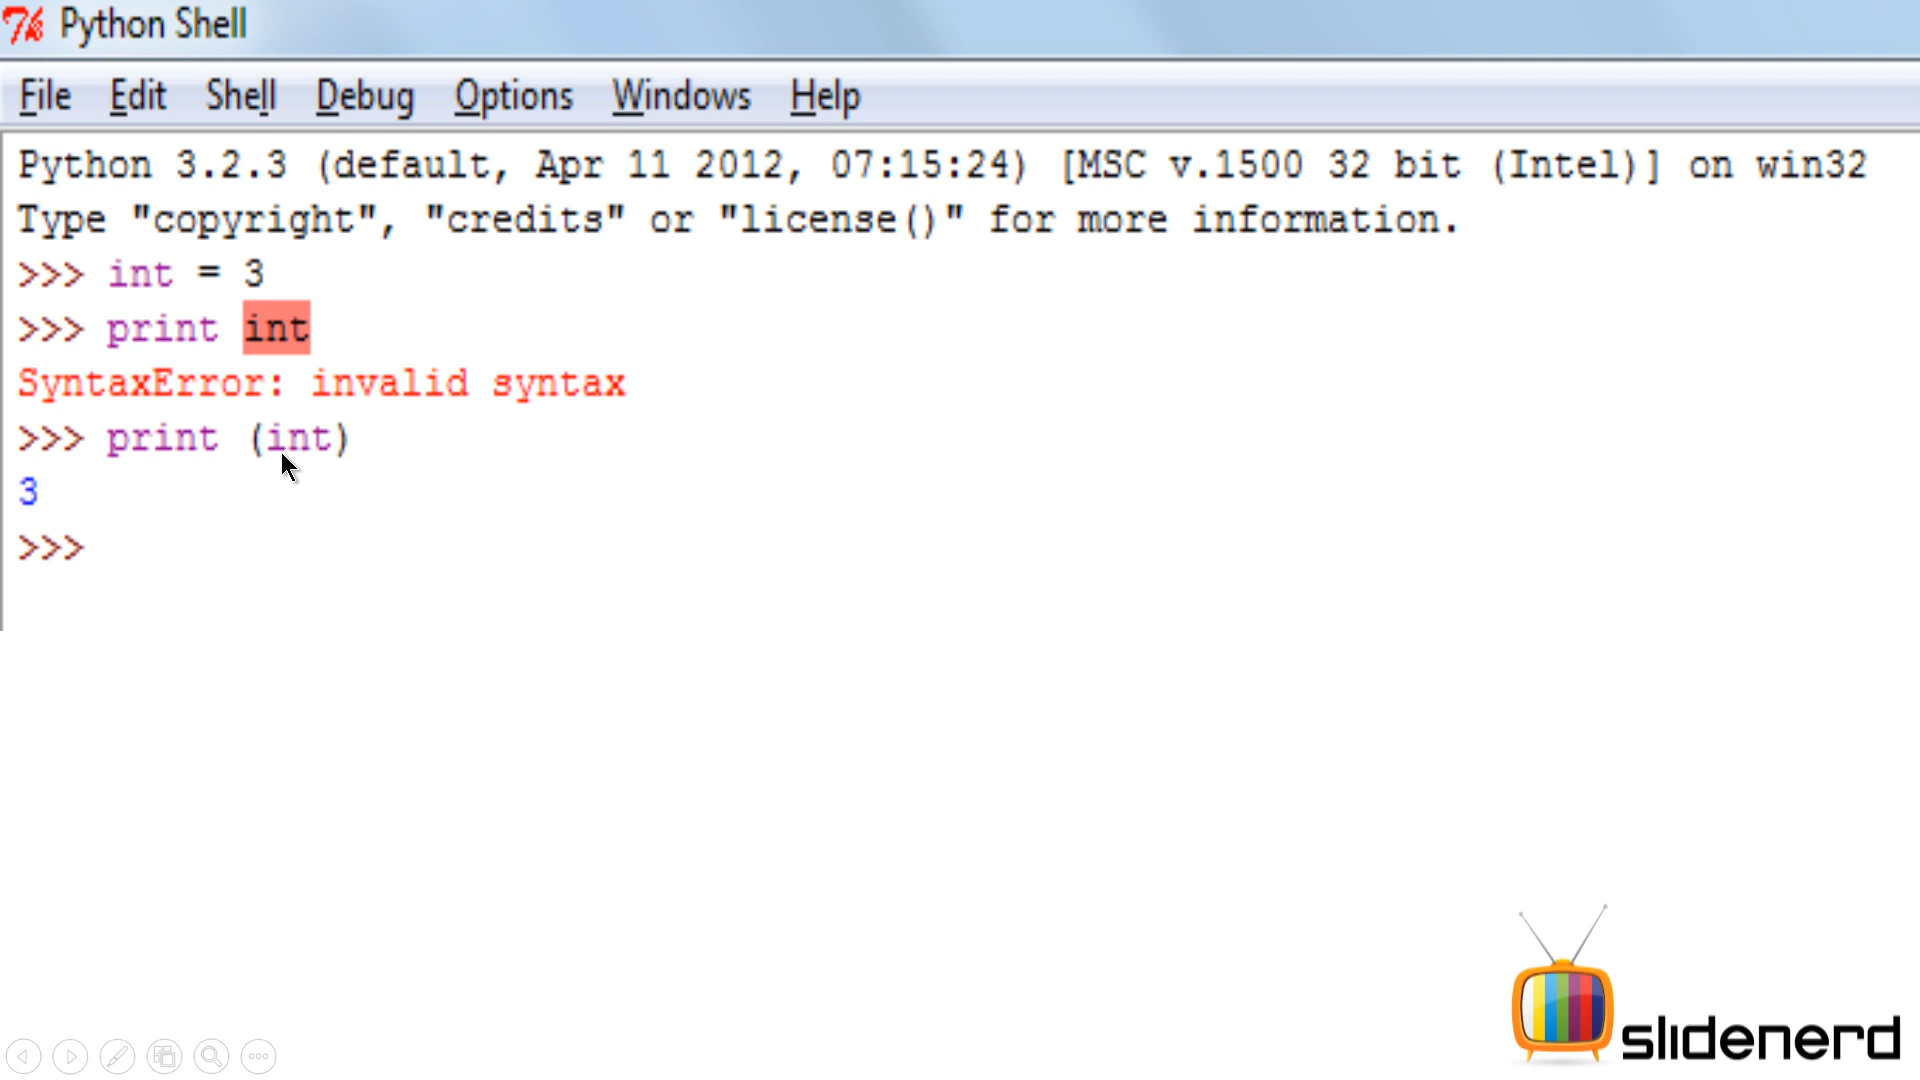 Python Shell
File Edit Shell Debug Options Windows Help
Python 3.2.3 (default, Apr 11 2012, 07:15:24) [MSC v.1500 32 bit (Intel)] on win32
Type "copyright", "credits" or "license()" for more information.
>>> int = 3
>>> print int
SyntaxError: invalid syntax
>>> print (int)
3
>>>
slidenerd